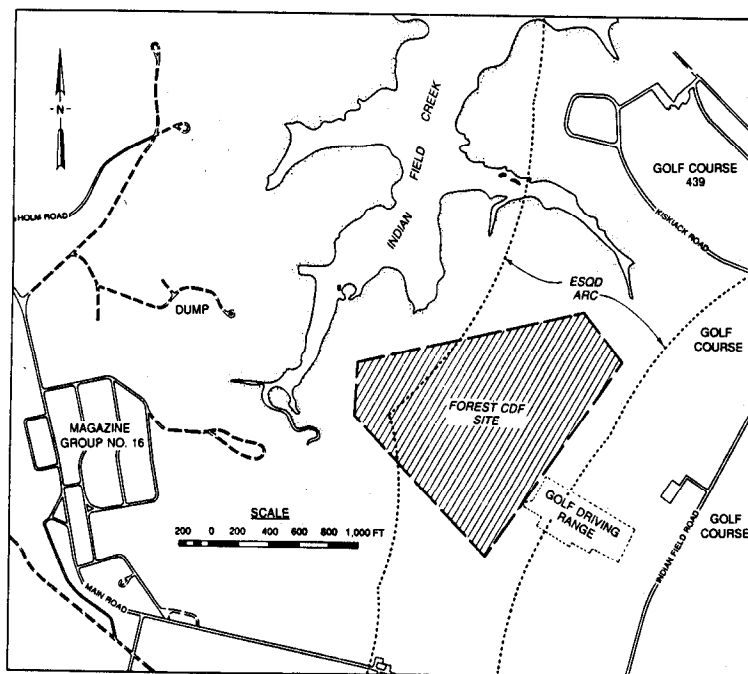 -N-
HOLM ROAD
DUMP
MAGAZINE
GROUP NO. 16
MAIN ROAD
SCALE
200 0 200 400 600 800 1,000 FT
INDIAN FIELD CREEK
ESQD
ARC
FOREST CDF
SITE
GOLF DRIVING
RANGE
GOLF COURSE
439
KISKIACK ROAD
GOLF
COURSE
INDIAN FIELD ROAD
GOLF
COURSE